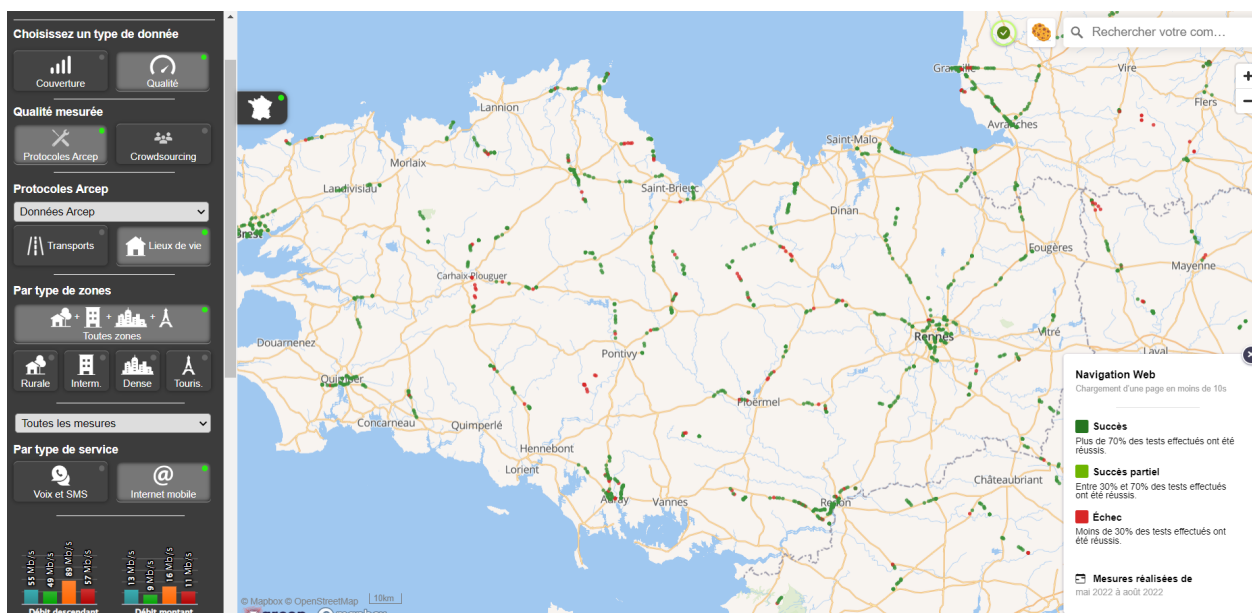 Choisissez un type de donnée
Couverture
Qualité
Qualité mesurée
Protocoles Arcep
Crowdsourcing
Protocoles Arcep
Données Arcep
Transports
Lieux de vie
Par type de zones
+ + +
Toutes zones
Rurale
Interm.
Dense
Touris.
Toutes les mesures
Par type de service
Voix et SMS
@
Internet mobile
55 Mb/s
49 Mb/s
89 Mb/s
57 Mb/s
13 Mb/s
9 Mb/s
16 Mb/s
11 Mb/s
Débit descendant
Débit montant
Rechercher votre com...
+
−
Granville
Vire
Flers
Avranches
Lannion
Saint-Malo
Morlaix
Landivisiau
Saint-Brieuc
Dinan
Brest
Fougères
Mayenne
Carhaix-Plouguer
Douarnenez
Pontivy
Rennes
Vitré
Laval
Quimper
Ploërmel
Concarneau
Quimperlé
Hennebont
Lorient
Auray
Vannes
Redon
Châteaubriant
Navigation Web
Chargement d'une page en moins de 10s
Succès
Plus de 70% des tests effectués ont été
réussis.
Succès partiel
Entre 30% et 70% des tests effectués
ont été réussis.
Échec
Moins de 30% des tests effectués ont
été réussis.
Mesures réalisées de
mai 2022 à août 2022
© Mapbox © OpenStreetMap
10km